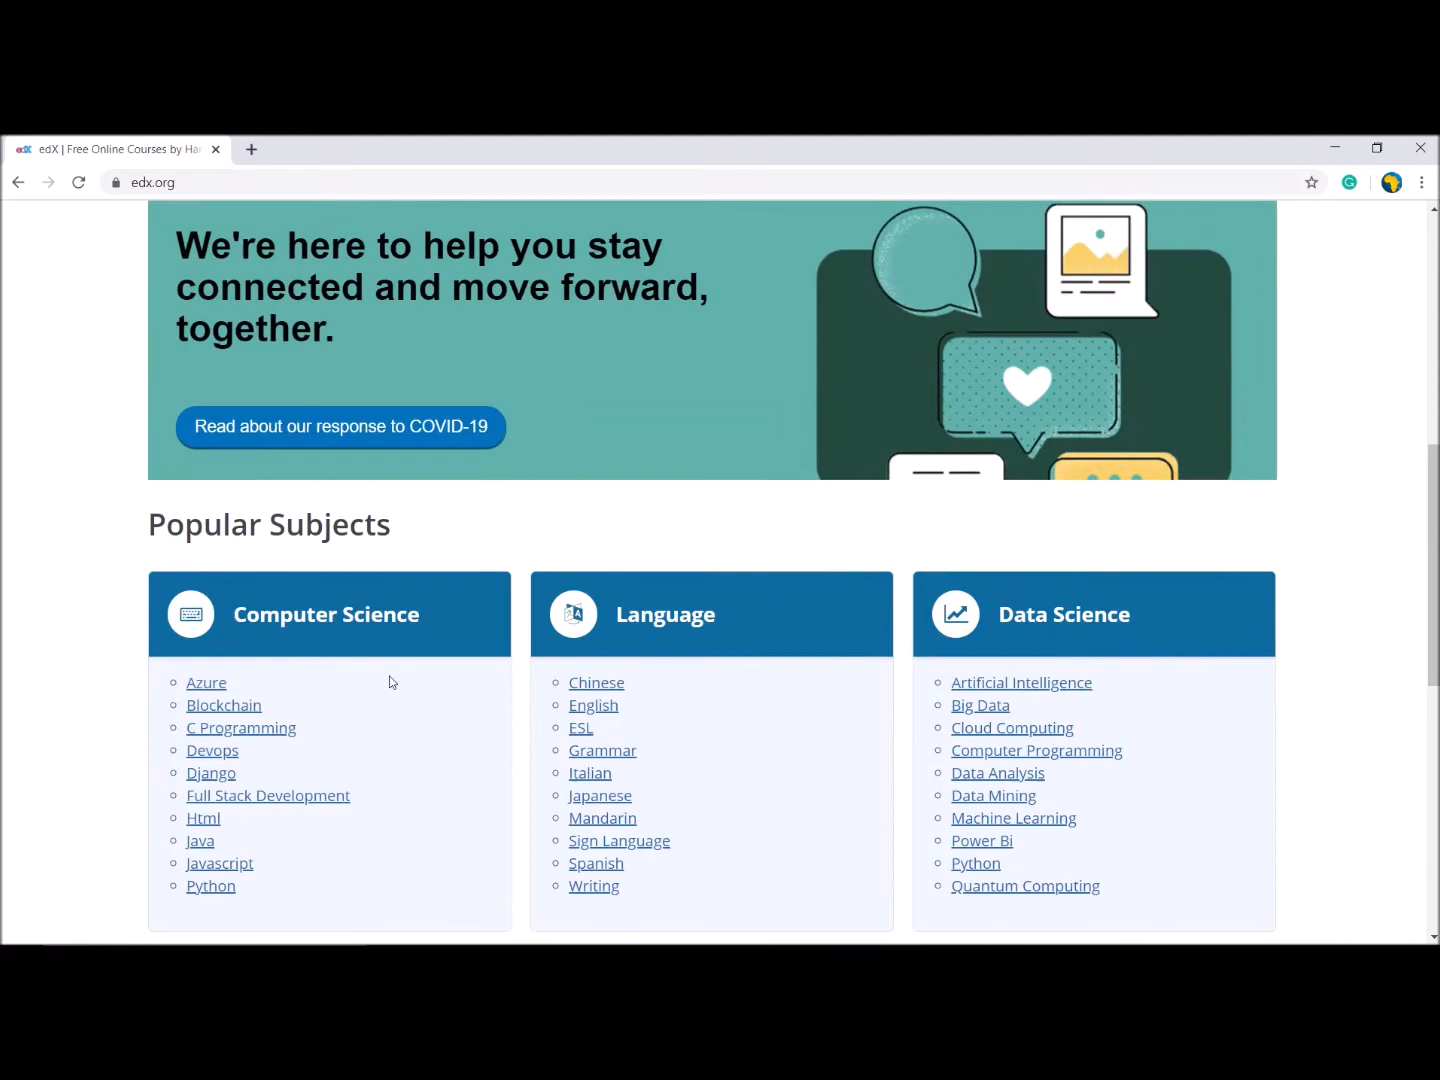 edX | Free Online Courses by Har
edx.org
We're here to help you stay
connected and move forward,
together.
Read about our response to COVID-19
Popular Subjects
Computer Science
Azure
Blockchain
C Programming
Devops
Django
Full Stack Development
Html
Java
Javascript
Python
Language
Chinese
English
ESL
Grammar
Italian
Japanese
Mandarin
Sign Language
Spanish
Writing
Data Science
Artificial Intelligence
Big Data
Cloud Computing
Computer Programming
Data Analysis
Data Mining
Machine Learning
Power Bi
Python
Quantum Computing